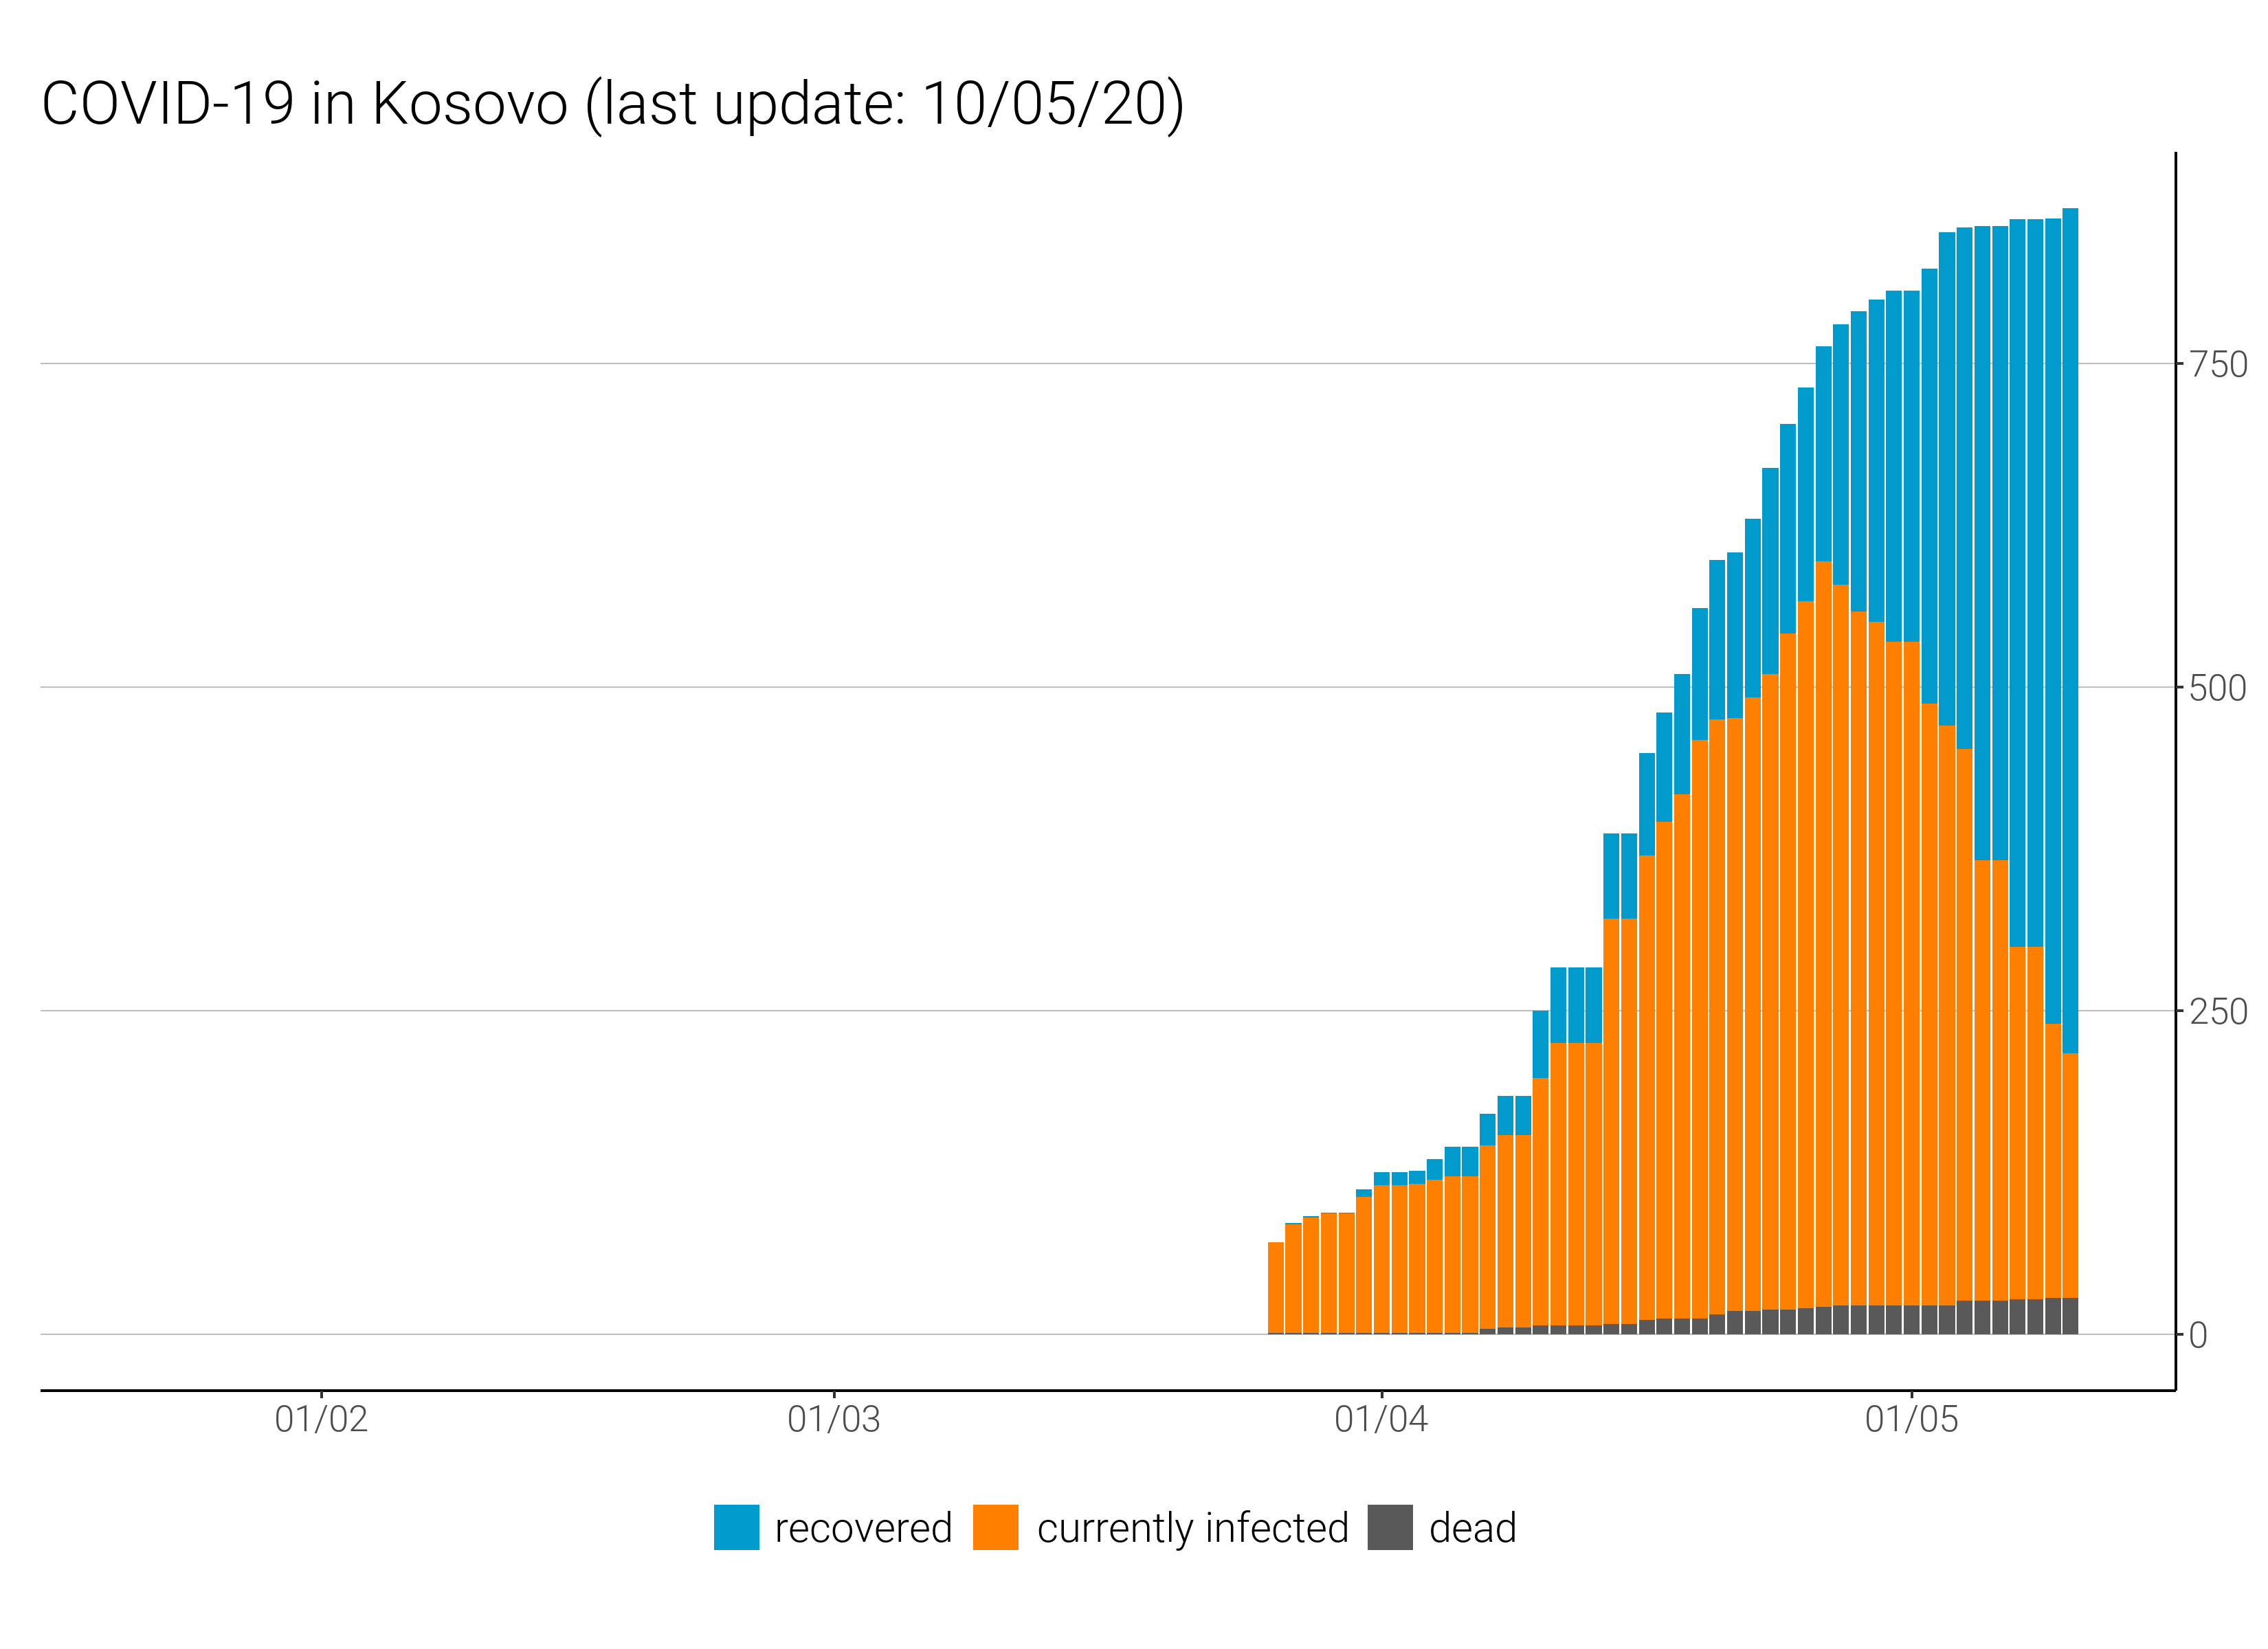 COVID-19 in Kosovo (last update: 10/05/20)
750
500
250
0
01/02 01/03 01/04 01/05
recovered currently infected dead